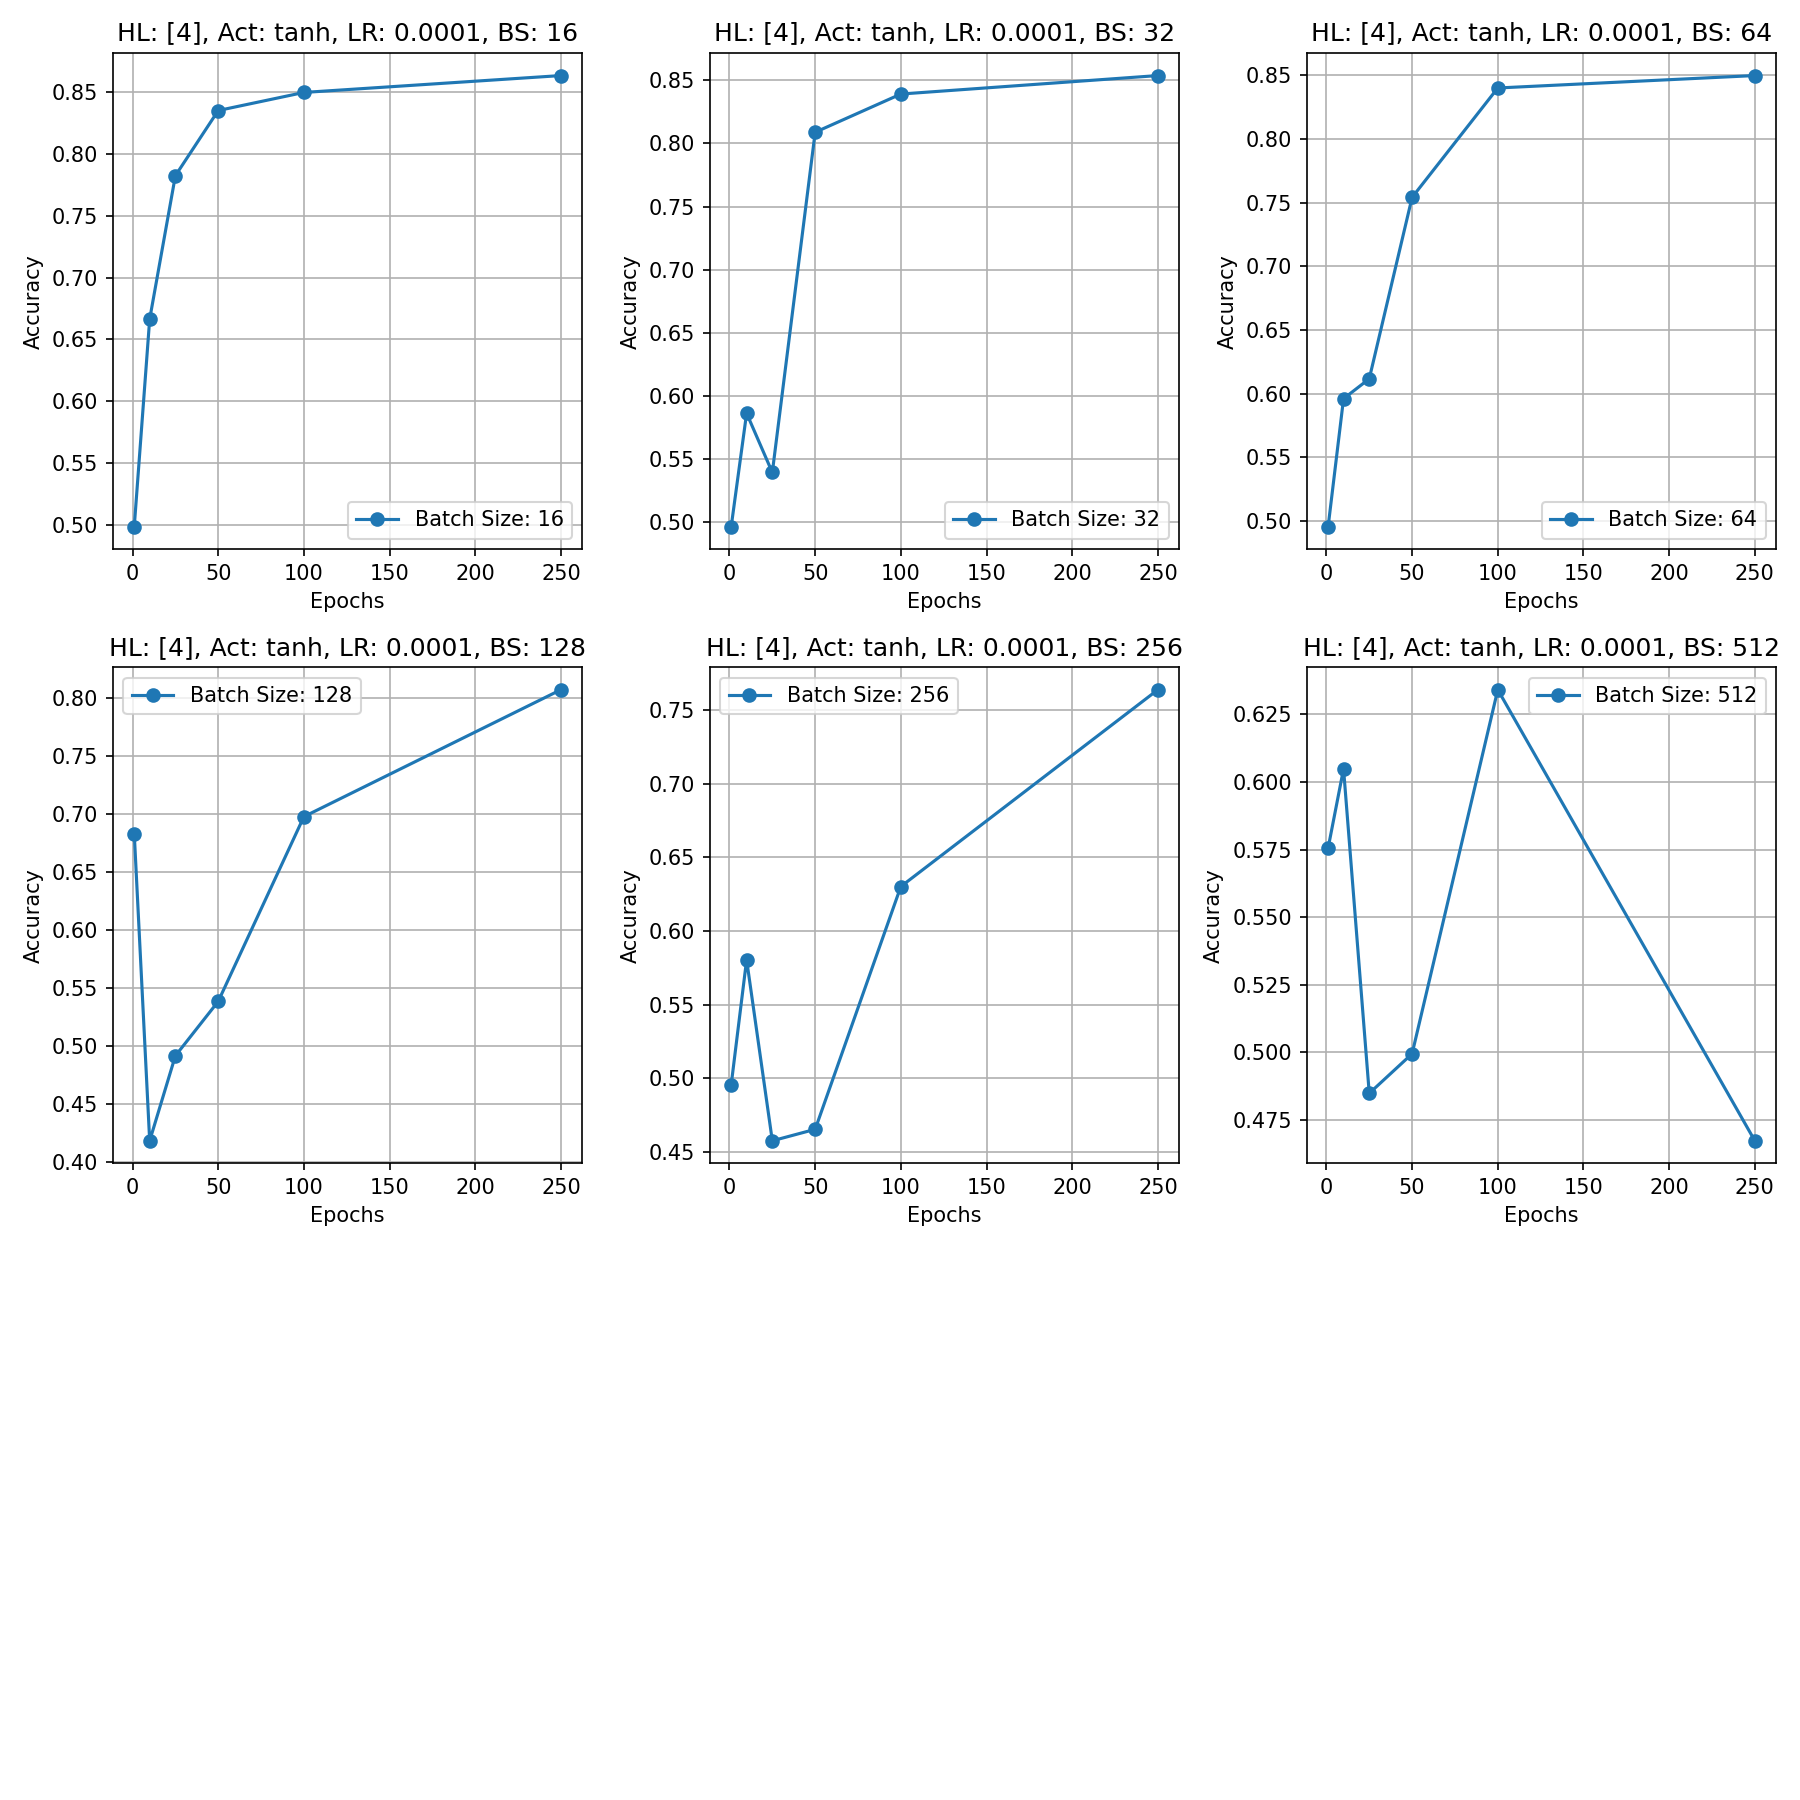 HL: [4], Act: tanh, LR: 0.0001, BS: 16
0.85
0.80
0.75
0.70
0.65
0.60
0.55
0.50
Accuracy
Batch Size: 16
0 50 100 150 200 250
Epochs
HL: [4], Act: tanh, LR: 0.0001, BS: 32
0.85
0.80
0.75
0.70
0.65
0.60
0.55
0.50
Accuracy
Batch Size: 32
0 50 100 150 200 250
Epochs
HL: [4], Act: tanh, LR: 0.0001, BS: 64
0.85
0.80
0.75
0.70
0.65
0.60
0.55
0.50
Accuracy
Batch Size: 64
0 50 100 150 200 250
Epochs
HL: [4], Act: tanh, LR: 0.0001, BS: 128
Batch Size: 128
0.80
0.75
0.70
0.65
0.60
0.55
0.50
0.45
0.40
Accuracy
0 50 100 150 200 250
Epochs
HL: [4], Act: tanh, LR: 0.0001, BS: 256
Batch Size: 256
0.75
0.70
0.65
0.60
0.55
0.50
0.45
Accuracy
0 50 100 150 200 250
Epochs
HL: [4], Act: tanh, LR: 0.0001, BS: 512
Batch Size: 512
0.625
0.600
0.575
0.550
0.525
0.500
0.475
Accuracy
0 50 100 150 200 250
Epochs